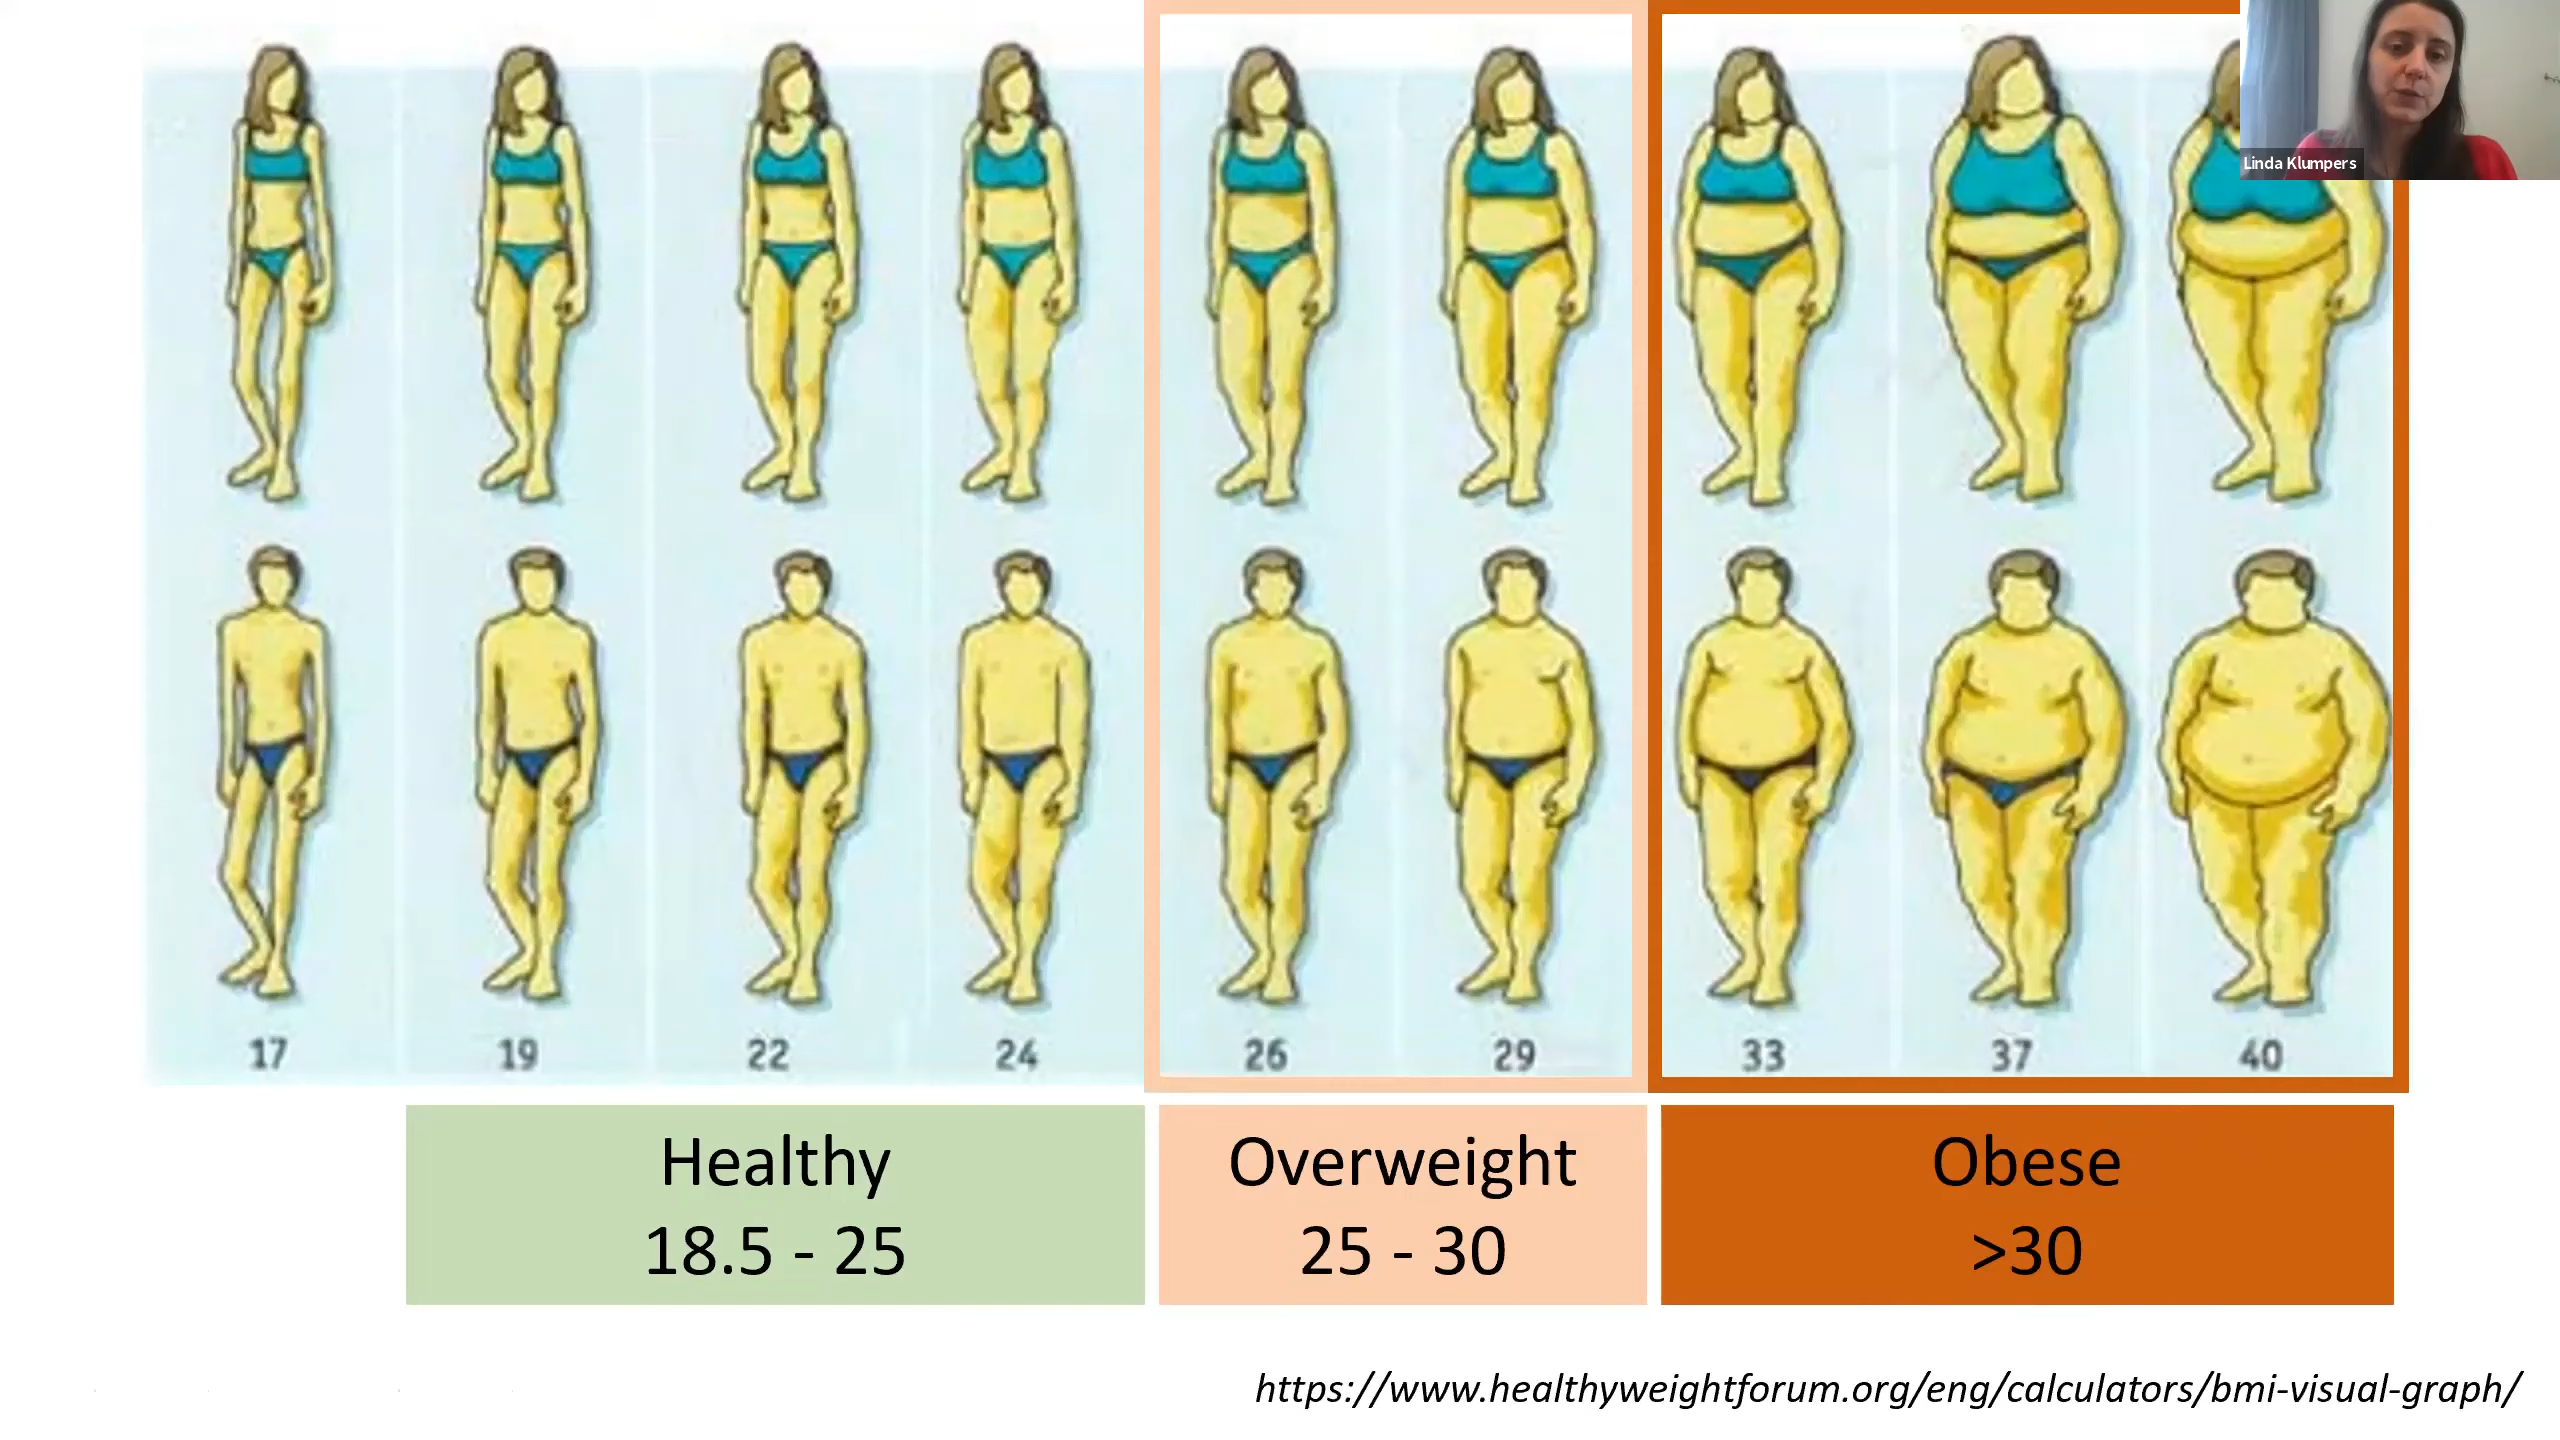 Linda Klumpers
17 19 22 24 26 29 33 37 40
Healthy
18.5 - 25
Overweight
25 - 30
Obese
>30
https://www.healthyweightforum.org/eng/calculators/bmi-visual-graph/